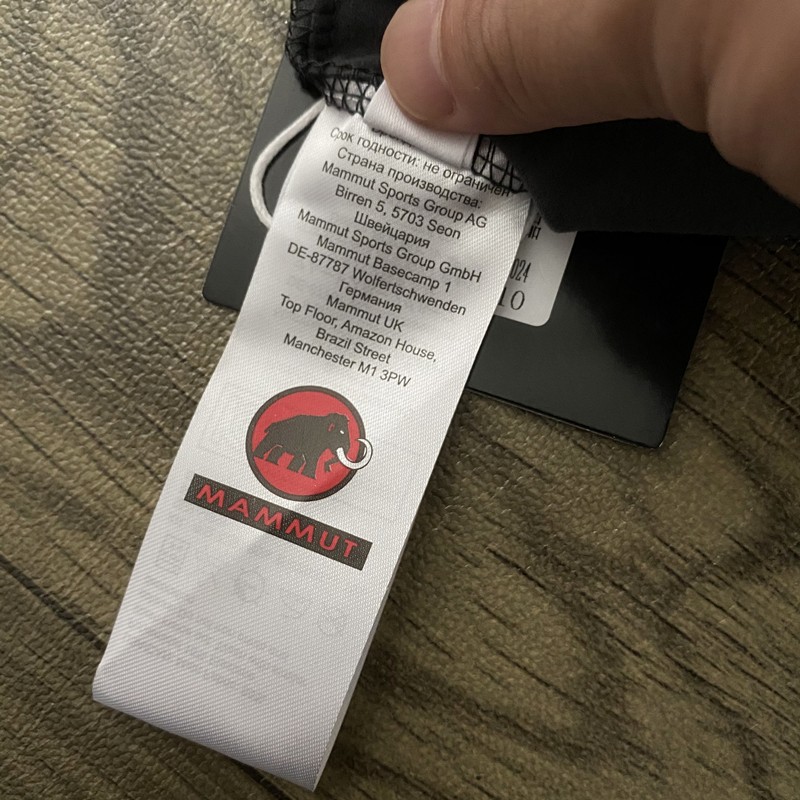 Срок годности: не ограничен
Страна производства:
Mammut Sports Group AG
Birren 5, 5703 Seon
Швейцария
Mammut Sports Group GmbH
Mammut Basecamp 1
DE-87787 Wolfertschwenden
Германия
Mammut UK
Top Floor, Amazon House,
Brazil Street
Manchester M1 3PW
MAMMUT